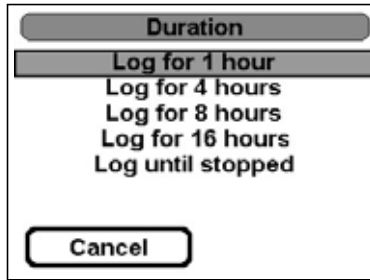 Duration
Log for 1 hour
Log for 4 hours
Log for 8 hours
Log for 16 hours
Log until stopped
Cancel